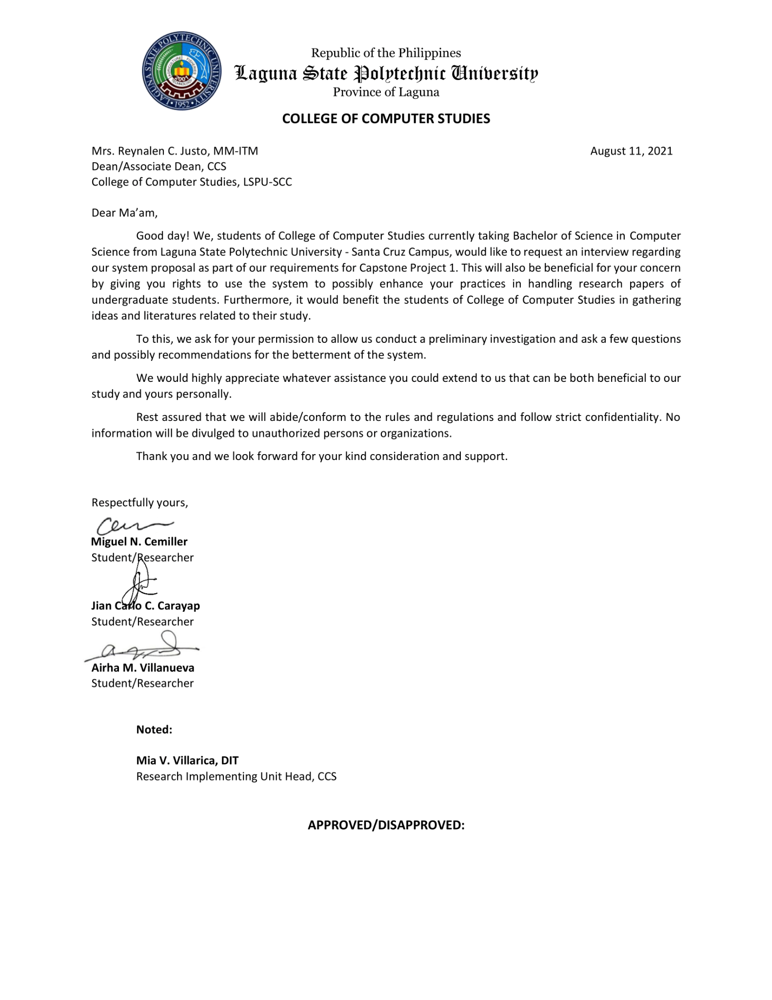 LAGUNA STATE POLYTECHNIC UNIVERSITY
AGRICULTURE
FISHERIES
2001
TECHNOLOGY
• 1952 •
Republic of the Philippines
Laguna State Polytechnic University
Province of Laguna
COLLEGE OF COMPUTER STUDIES
Mrs. Reynalen C. Justo, MM-ITM August 11, 2021
Dean/Associate Dean, CCS
College of Computer Studies, LSPU-SCC
Dear Ma’am,
Good day! We, students of College of Computer Studies currently taking Bachelor of Science in Computer
Science from Laguna State Polytechnic University - Santa Cruz Campus, would like to request an interview regarding
our system proposal as part of our requirements for Capstone Project 1. This will also be beneficial for your concern
by giving you rights to use the system to possibly enhance your practices in handling research papers of
undergraduate students. Furthermore, it would benefit the students of College of Computer Studies in gathering
ideas and literatures related to their study.
To this, we ask for your permission to allow us conduct a preliminary investigation and ask a few questions
and possibly recommendations for the betterment of the system.
We would highly appreciate whatever assistance you could extend to us that can be both beneficial to our
study and yours personally.
Rest assured that we will abide/conform to the rules and regulations and follow strict confidentiality. No
information will be divulged to unauthorized persons or organizations.
Thank you and we look forward for your kind consideration and support.
Respectfully yours,
Miguel N. Cemiller
Student/Researcher
Jian Carlo C. Carayap
Student/Researcher
Airha M. Villanueva
Student/Researcher
Noted:
Mia V. Villarica, DIT
Research Implementing Unit Head, CCS
APPROVED/DISAPPROVED: